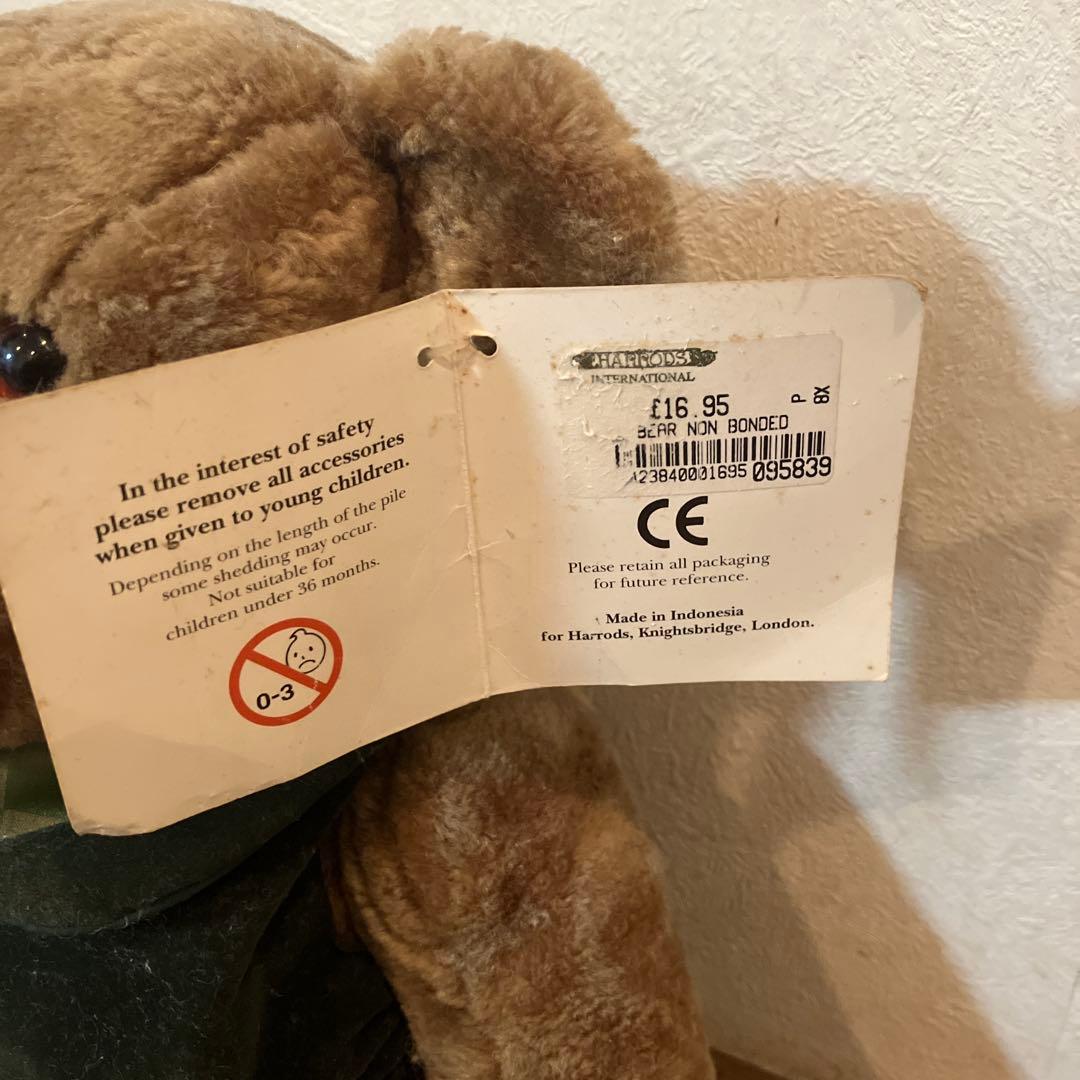 In the interest of safety
please remove all accessories
when given to young children.
Depending on the length of the pile
some shedding may occur.
Not suitable for
children under 36 months.
0-3
HARRODS
INTERNATIONAL
£16.95
P
8X
BEAR NON BONDED
23840001695 095839
CE
Please retain all packaging
for future reference.
Made in Indonesia
for Harrods, Knightsbridge, London.